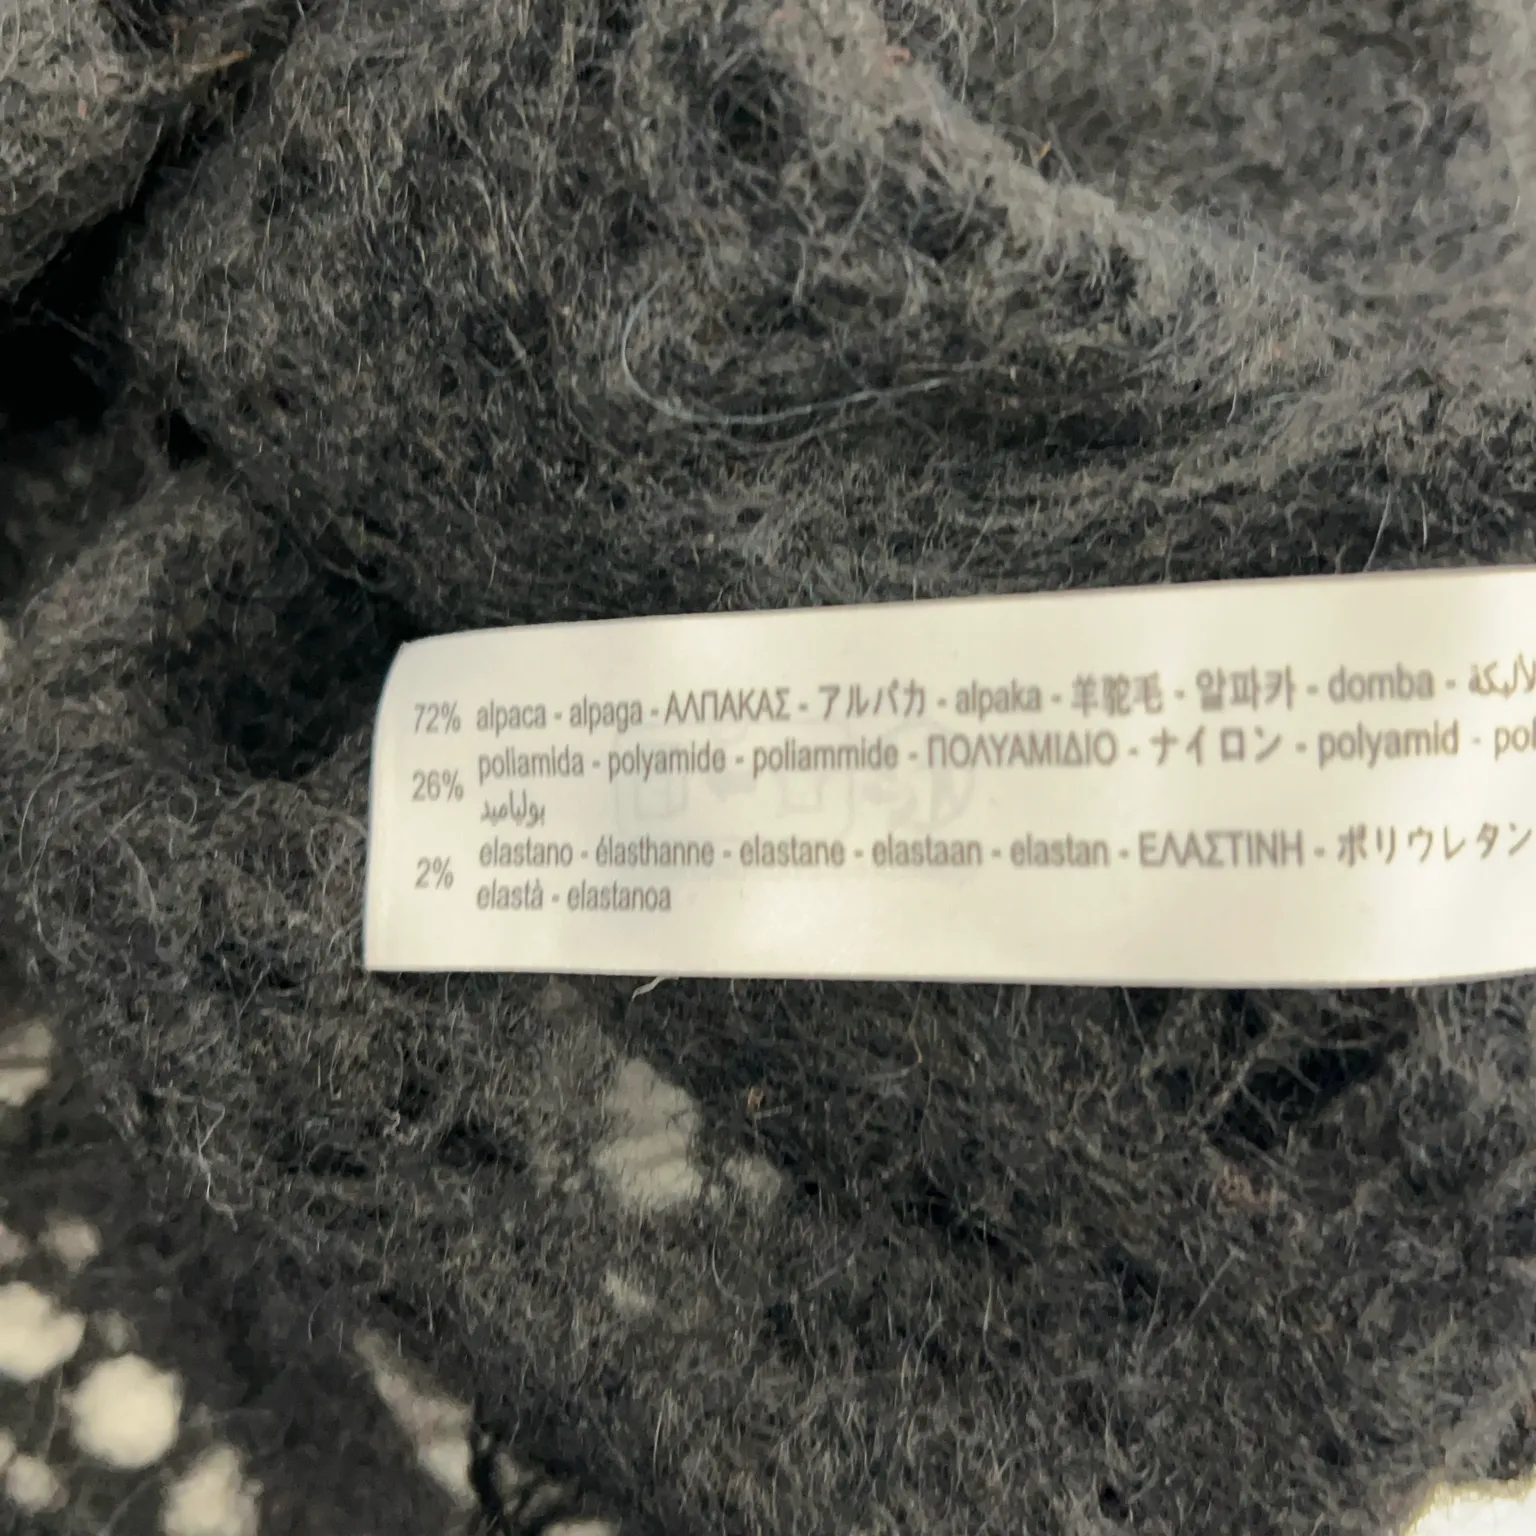 72% alpaca - alpaga - ΑΛΠΑΚΑΣ - アルパカ - alpaka - 羊駝毛 - 알파카 - domba -
26% poliamida - polyamide - poliammide - ΠΟΛΥΑΜΙΔΙΟ - ナイロン - polyamid -
بوليامید
2% elastano - élasthanne - elastane - elastaan - elastan - ΕΛΑΣΤΙΝΗ - ポリウレタン
elastà - elastanoa